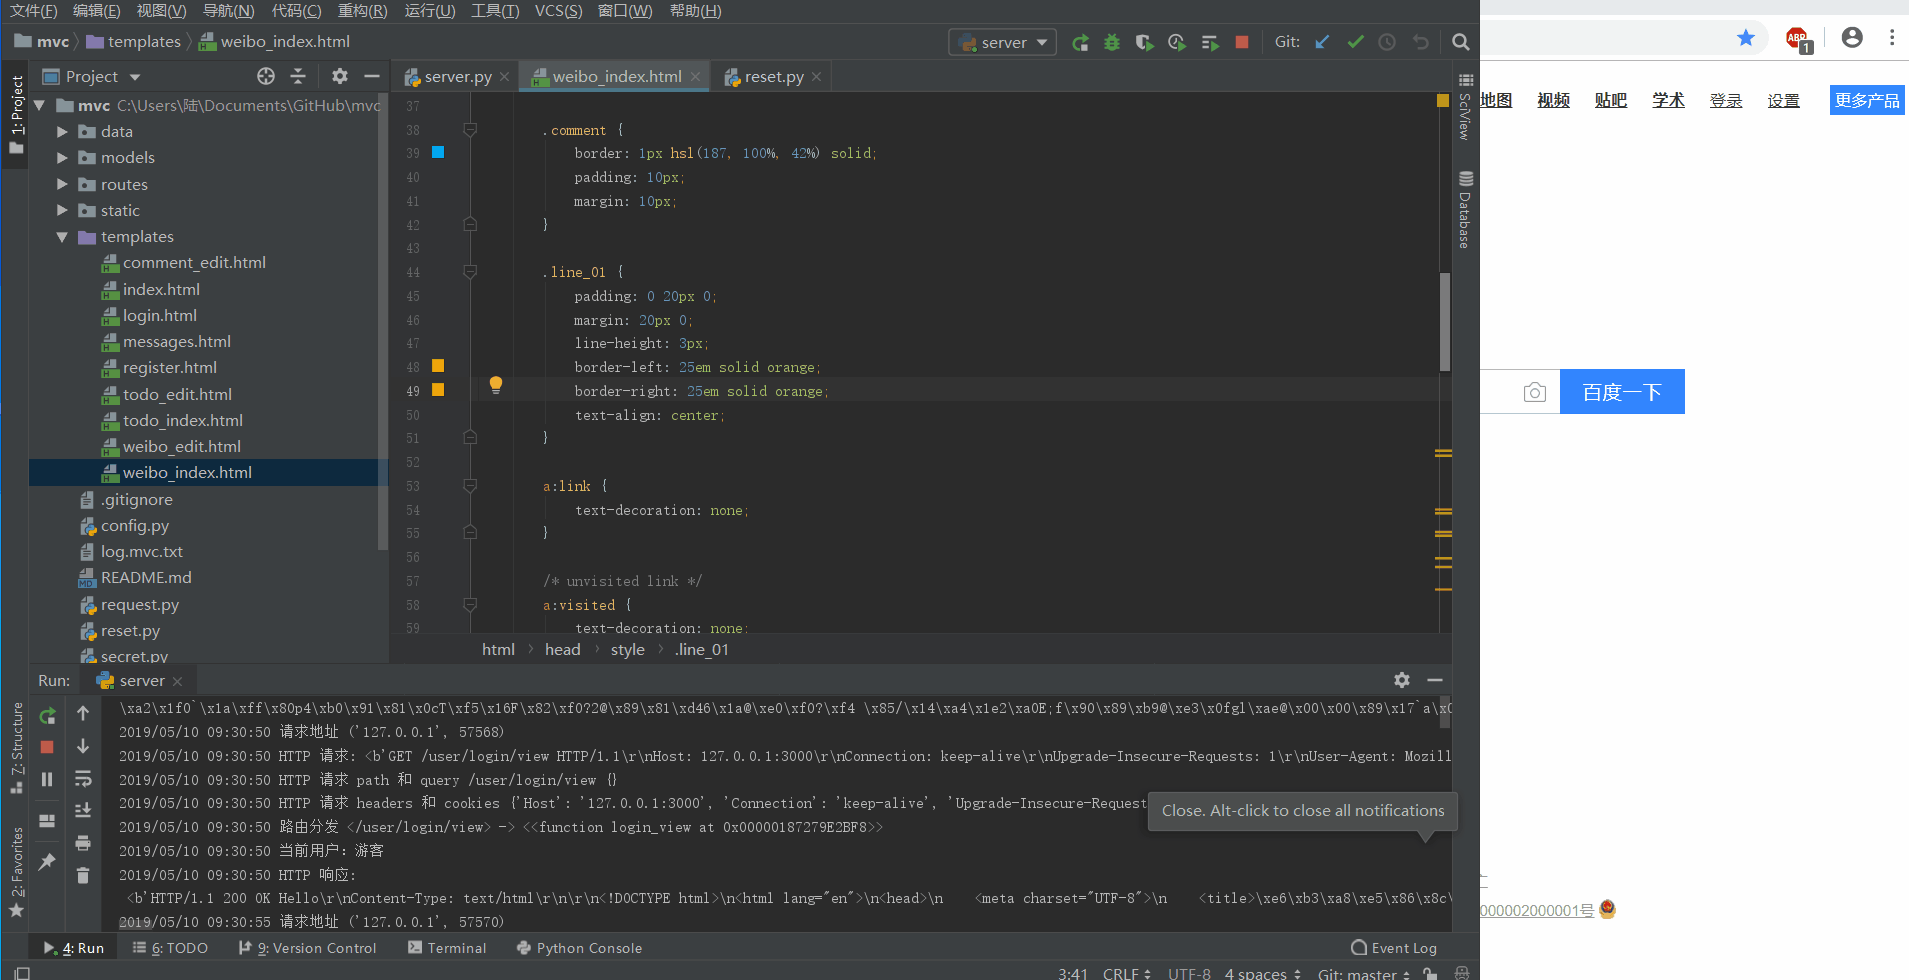 文件(F) 编辑(E) 视图(V) 导航(N) 代码(C) 重构(R) 运行(U) 工具(T) VCS(S) 窗口(W) 帮助(H)
mvc templates weibo_index.html server Git:
Project server.py weibo_index.html reset.py
1: Project
mvc C:\Users\陆\Documents\GitHub\mvc
data
models
routes
static
templates
comment_edit.html
index.html
login.html
messages.html
register.html
todo_edit.html
todo_index.html
weibo_edit.html
weibo_index.html
.gitignore
config.py
log.mvc.txt
README.md
request.py
reset.py
secret.py
37
38 .comment {
39 border: 1px hsl(187, 100%, 42%) solid;
40 padding: 10px;
41 margin: 10px;
42 }
43
44 .line_01 {
45 padding: 0 20px 0;
46 margin: 20px 0;
47 line-height: 3px;
48 border-left: 25em solid orange;
49 border-right: 25em solid orange;
50 text-align: center;
51 }
52
53 a:link {
54 text-decoration: none;
55 }
56
57 /* unvisited link */
58 a:visited {
59 text-decoration: none;
html head style .line_01
SciView
Database
ABP 1
地图 视频 贴吧 学术 登录 设置 更多产品
百度一下
000002000001号
Run: server
\xa2\x1f0`\x1a\xff\x80p4\xb0\x91\x81\x0cT\xf5\x16F\x82\xf0?2@\x89\x81\xd46\x1a@\xe0\xf0?\xf4 \x85/\x14\xa4\x1e2\xa0E;f\x90\x89\xb9@\xe3\x0fgl\xae@\x00\x00\x89\x17`a\x0
2019/05/10 09:30:50 请求地址 ('127.0.0.1', 57568)
2019/05/10 09:30:50 HTTP 请求: <b'GET /user/login/view HTTP/1.1\r\nHost: 127.0.0.1:3000\r\nConnection: keep-alive\r\nUpgrade-Insecure-Requests: 1\r\nUser-Agent: Mozill
2019/05/10 09:30:50 HTTP 请求 path 和 query /user/login/view {}
2019/05/10 09:30:50 HTTP 请求 headers 和 cookies {'Host': '127.0.0.1:3000', 'Connection': 'keep-alive', 'Upgrade-Insecure-Request
Close. Alt-click to close all notifications
2019/05/10 09:30:50 路由分发 </user/login/view> -> <<function login_view at 0x00000187279E2BF8>>
2019/05/10 09:30:50 当前用户：游客
2019/05/10 09:30:50 HTTP 响应:
<b'HTTP/1.1 200 OK Hello\r\nContent-Type: text/html\r\n\r\n<!DOCTYPE html>\n<html lang="en">\n<head>\n    <meta charset="UTF-8">\n    <title>\xe6\xb3\xa8\xe5\x86\x8c\
2019/05/10 09:30:55 请求地址 ('127.0.0.1', 57570)
7: Structure
2: Favorites
4: Run 6: TODO 9: Version Control Terminal Python Console Event Log
3:41 CRLF UTF-8 4 spaces Git: master